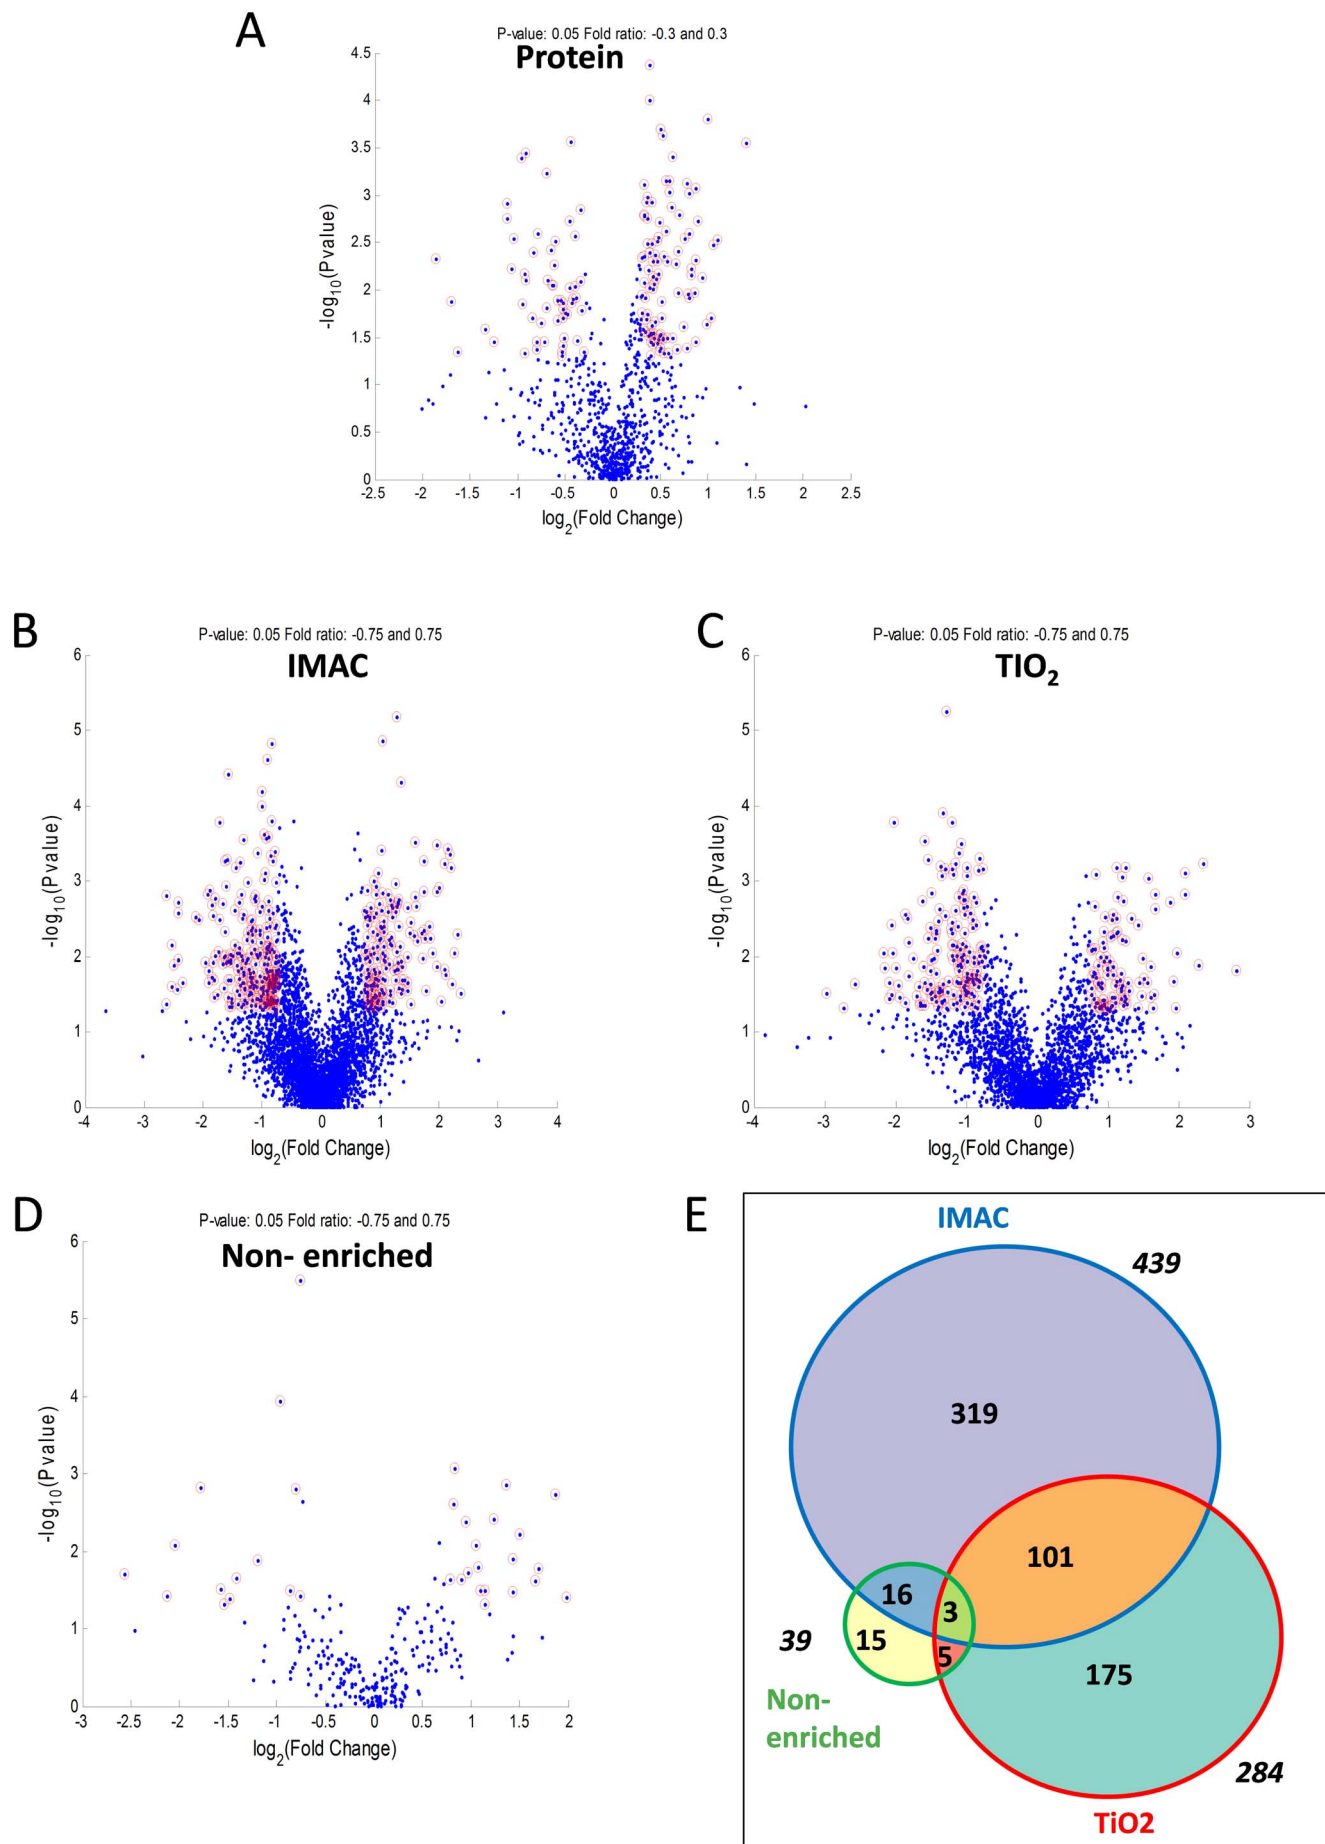 A
P-value: 0.05 Fold ratio: -0.3 and 0.3
Protein
4.5
4
3.5
3
2.5
2
1.5
1
0.5
0
-log10(Pvalue)
-2.5 -2 -1.5 -1 -0.5 0 0.5 1 1.5 2 2.5
log2(Fold Change)
B
P-value: 0.05 Fold ratio: -0.75 and 0.75
IMAC
6
5
4
3
2
1
0
-log10(Pvalue)
-4 -3 -2 -1 0 1 2 3 4
log2(Fold Change)
C
P-value: 0.05 Fold ratio: -0.75 and 0.75
TIO2
6
5
4
3
2
1
0
-log10(Pvalue)
-4 -3 -2 -1 0 1 2 3
log2(Fold Change)
D
P-value: 0.05 Fold ratio: -0.75 and 0.75
Non- enriched
6
5
4
3
2
1
0
-log10(Pvalue)
-3 -2.5 -2 -1.5 -1 -0.5 0 0.5 1 1.5 2
log2(Fold Change)
E
IMAC
439
319
101
16
3
39
15
5
175
Non-
enriched
284
TiO2